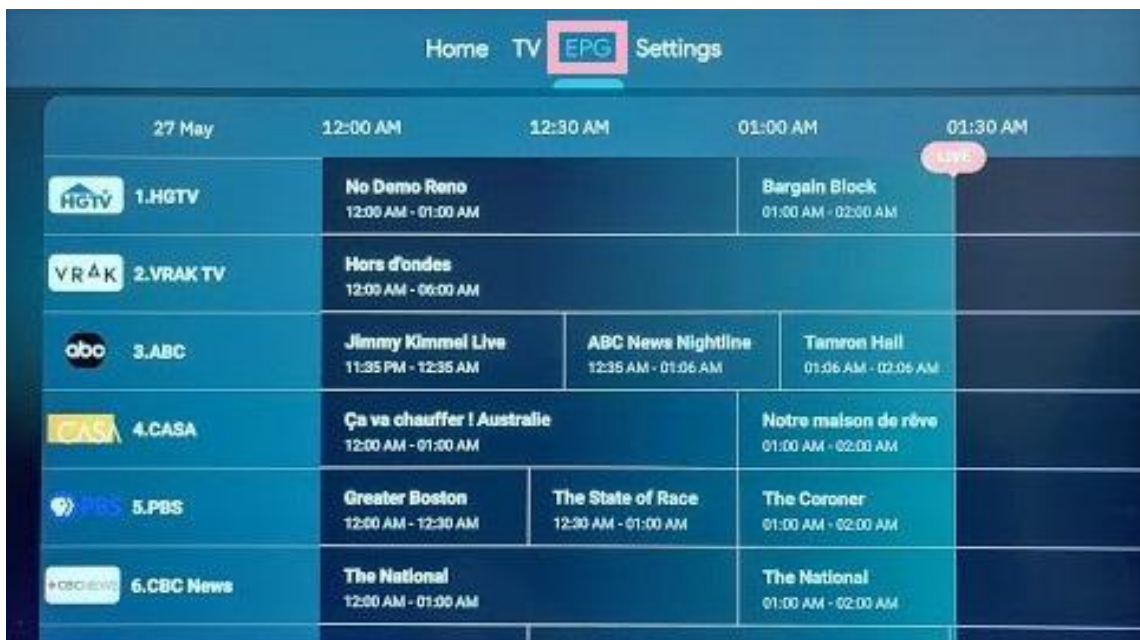 Home TV EPG Settings
27 May 12:00 AM 12:30 AM 01:00 AM 01:30 AM
LIVE
HGTV 1.HGTV
No Demo Reno
12:00 AM - 01:00 AM
Bargain Block
01:00 AM - 02:00 AM
VRAK 2.VRAK TV
Hors d'ondes
12:00 AM - 06:00 AM
abc 3.ABC
Jimmy Kimmel Live
11:35 PM - 12:35 AM
ABC News Nightline
12:35 AM - 01:06 AM
Tamron Hall
01:06 AM - 02:06 AM
CASA 4.CASA
Ça va chauffer ! Australie
12:00 AM - 01:00 AM
Notre maison de rêve
01:00 AM - 02:00 AM
PBS 5.PBS
Greater Boston
12:00 AM - 12:30 AM
The State of Race
12:30 AM - 01:00 AM
The Coroner
01:00 AM - 02:00 AM
CBC NEWS 6.CBC News
The National
12:00 AM - 01:00 AM
The National
01:00 AM - 02:00 AM